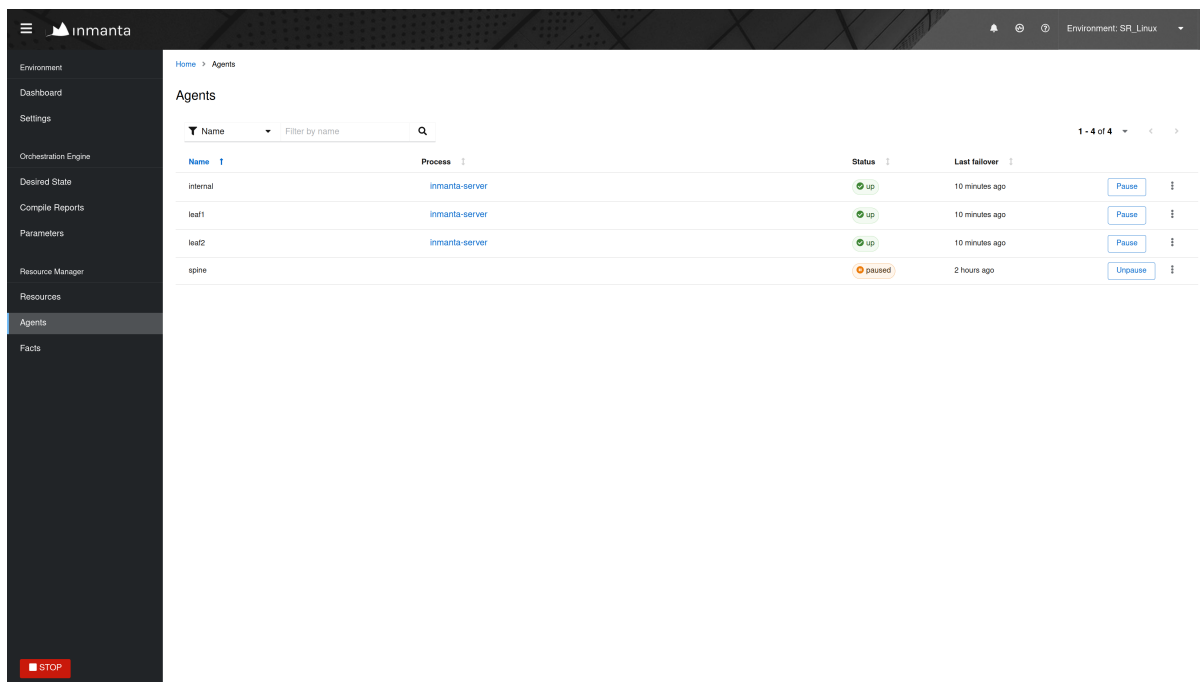 inmanta
Environment: SR_Linux
Environment
Dashboard
Settings
Orchestration Engine
Desired State
Compile Reports
Parameters
Resource Manager
Resources
Agents
Facts
STOP
Home > Agents
Agents
Name Filter by name 1 - 4 of 4
Name Process Status Last failover
internal inmanta-server up 10 minutes ago Pause
leaf1 inmanta-server up 10 minutes ago Pause
leaf2 inmanta-server up 10 minutes ago Pause
spine paused 2 hours ago Unpause